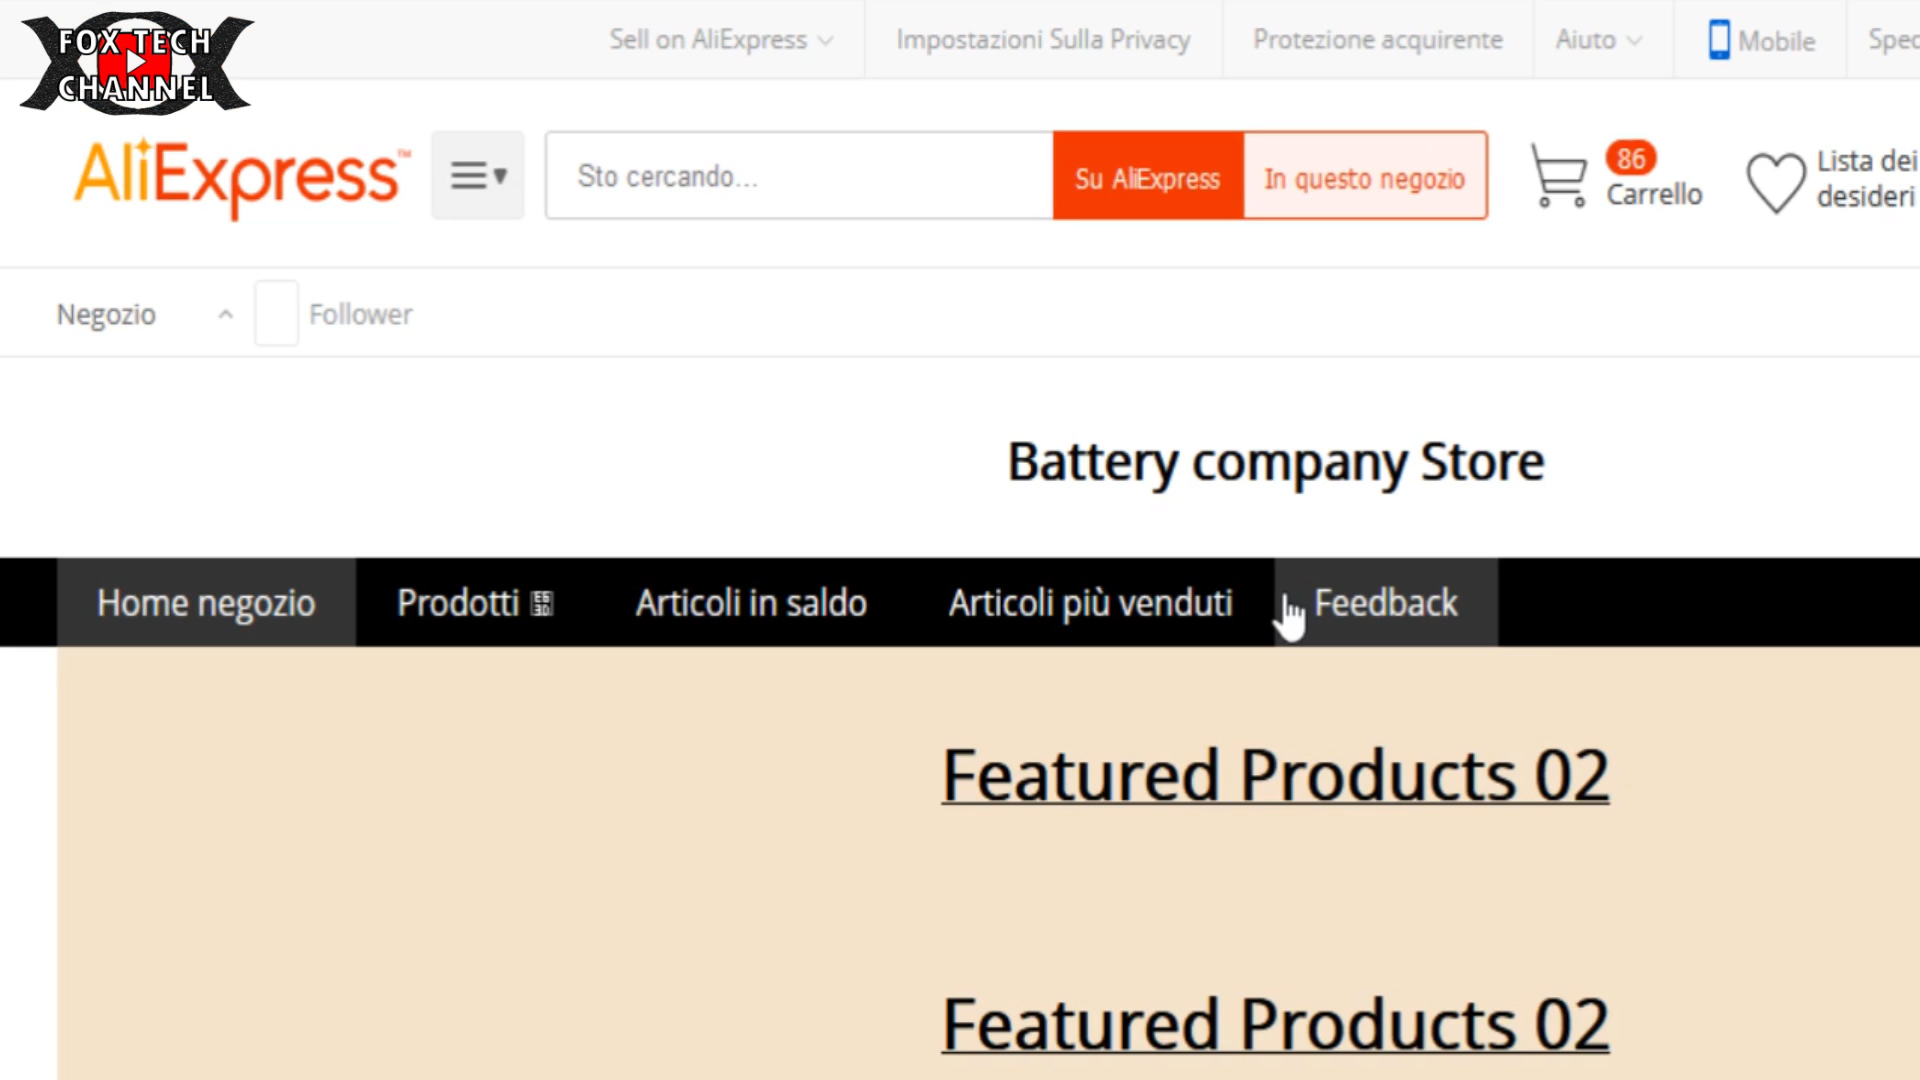 FOX TECH
CHANNEL
Sell on AliExpress
Impostazioni Sulla Privacy
Protezione acquirente
Aiuto
Mobile
AliExpress™
Sto cercando...
Su AliExpress
In questo negozio
86
Carrello
Lista dei
desideri
Negozio
Follower
Battery company Store
Home negozio
Prodotti
Articoli in saldo
Articoli più venduti
Feedback
Featured Products 02
Featured Products 02